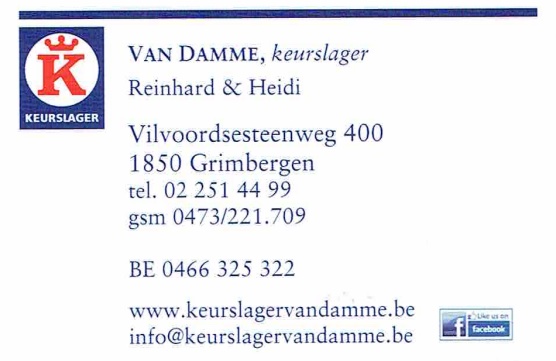 K
KEURSLAGER
VAN DAMME, keurslager
Reinhard & Heidi
Vilvoordsesteenweg 400
1850 Grimbergen
tel. 02 251 44 99
gsm 0473/221.709
BE 0466 325 322
www.keurslagervandamme.be
info@keurslagervandamme.be
f Like us on
facebook